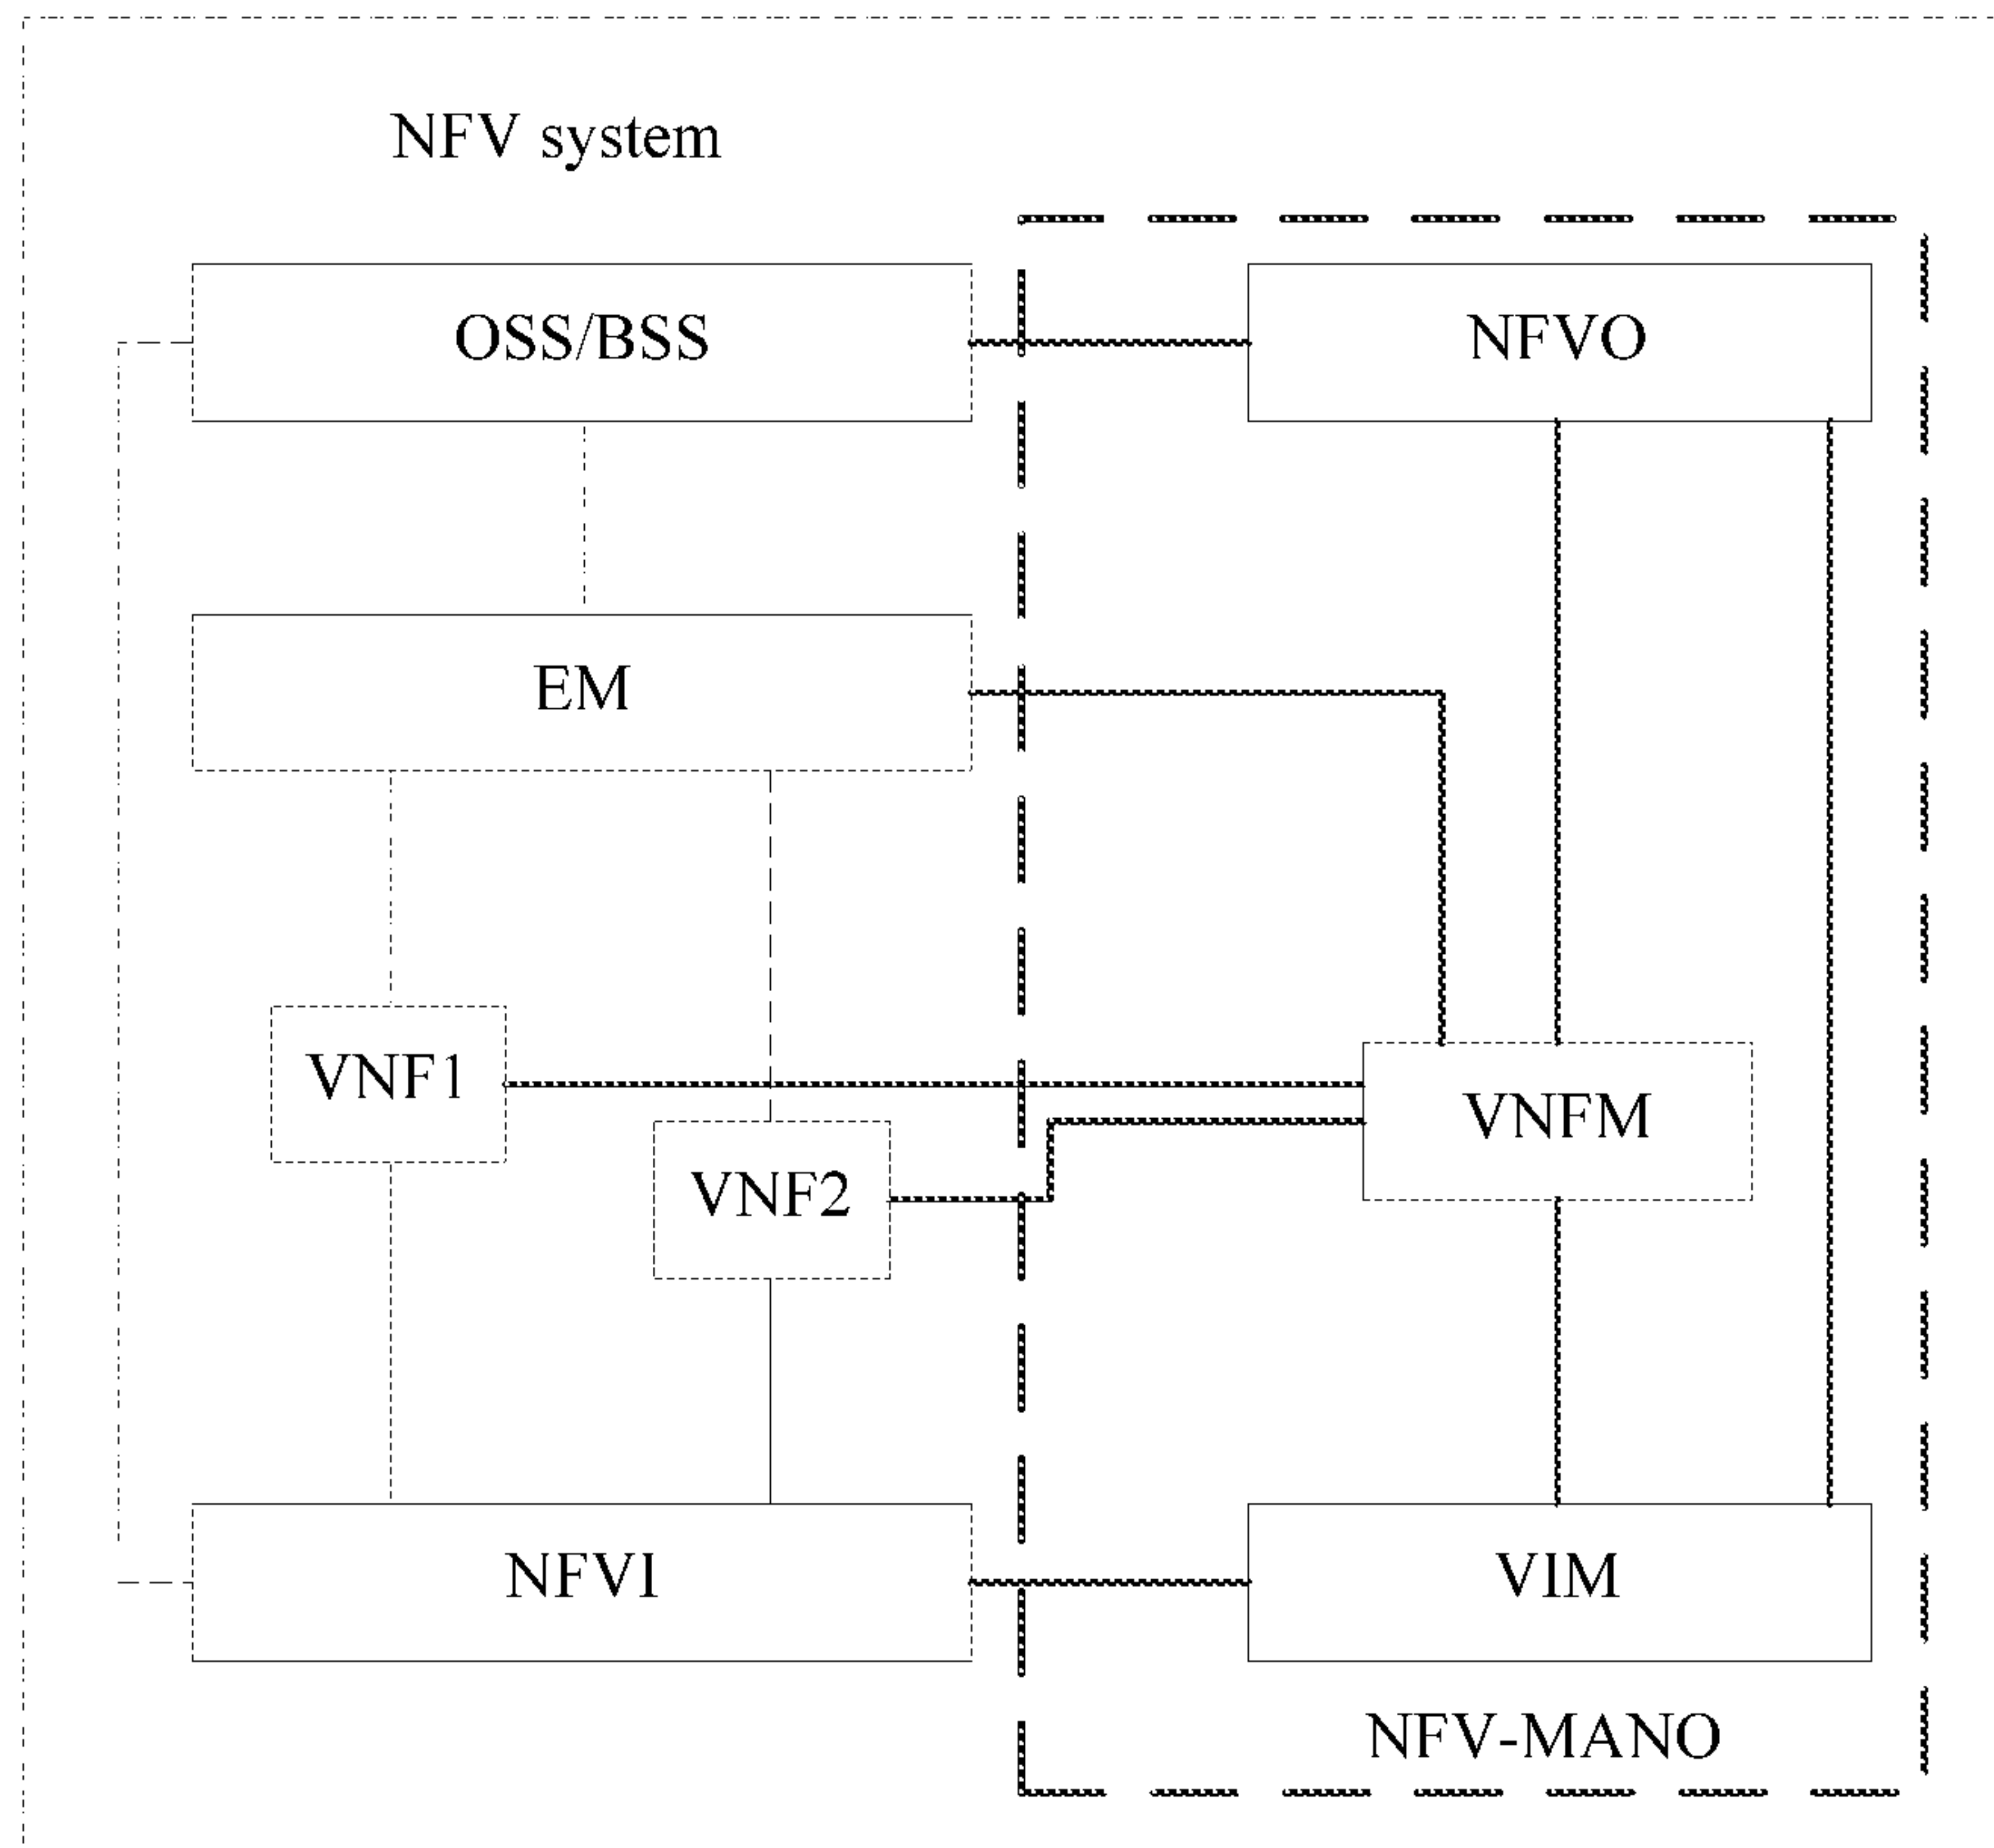 NFV system
OSS/BSS
NFVO
EM
VNF1
VNFM
VNF2
NFVI
VIM
NFV-MANO